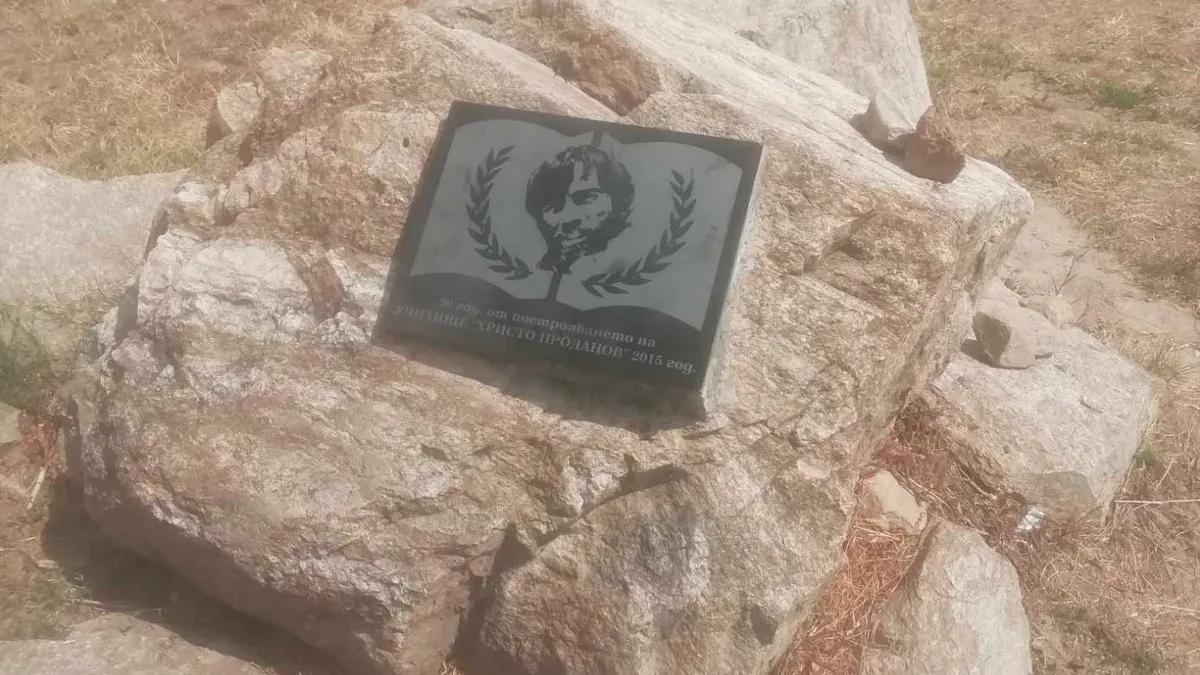 30 год. от построяването на
УЧИЛИЩЕ "ХРИСТО ПРОДАНОВ" 2015 год.